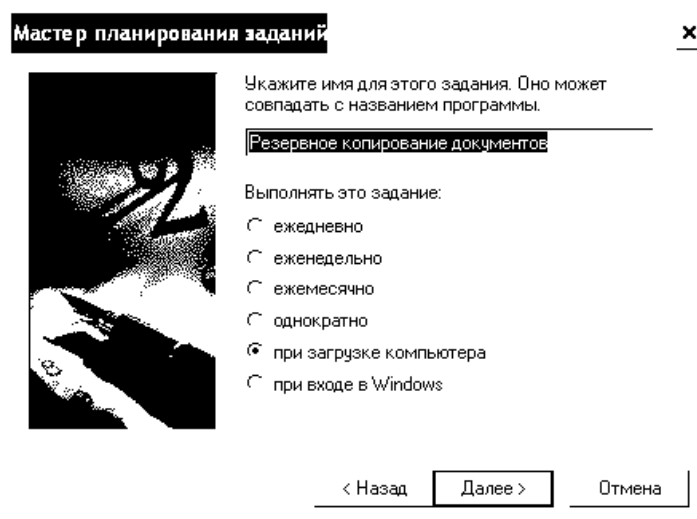 Мастер планирования заданий
Укажите имя для этого задания. Оно может
совпадать с названием программы.
Резервное копирование документов
Выполнять это задание:
ежедневно
еженедельно
ежемесячно
однократно
при загрузке компьютера
при входе в Windows
< Назад
Далее >
Отмена